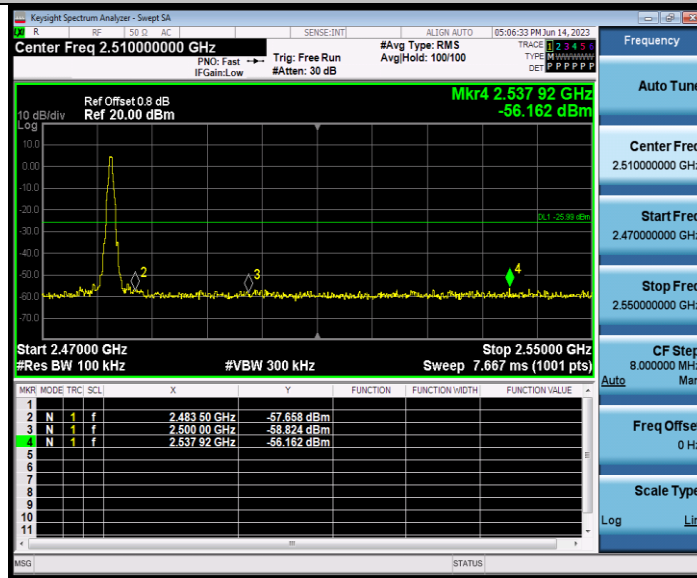 Keysight Spectrum Analyzer - Swept SA
R RF 50 Ω AC SENSE:INT ALIGN AUTO 05:06:33 PM Jun 14, 2023
Center Freq 2.510000000 GHz
PNO: Fast
IFGain:Low
Trig: Free Run
#Atten: 30 dB
#Avg Type: RMS
Avg|Hold: 100/100
TRACE 1 2 3 4 5 6
TYPE M W W W W W
DET P P P P P P
Frequency
Auto Tune
Center Freq
2.510000000 GHz
Start Freq
2.470000000 GHz
Stop Freq
2.550000000 GHz
CF Step
8.000000 MHz
Auto Man
Freq Offset
0 Hz
Scale Type
Log Lin
Mkr4 2.537 92 GHz
-56.162 dBm
Ref Offset 0.8 dB
10 dB/div Ref 20.00 dBm
Log
10.0
0.00
-10.0
-20.0
DL1 -25.99 dBm
-30.0
-40.0
-50.0
-60.0
-70.0
2
3
4
Start 2.47000 GHz Stop 2.55000 GHz
#Res BW 100 kHz #VBW 300 kHz Sweep 7.667 ms (1001 pts)
MKR MODE TRC SCL X Y FUNCTION FUNCTION WIDTH FUNCTION VALUE
1
2 N 1 f 2.483 50 GHz -57.658 dBm
3 N 1 f 2.500 00 GHz -58.824 dBm
4 N 1 f 2.537 92 GHz -56.162 dBm
5
6
7
8
9
10
11
MSG STATUS